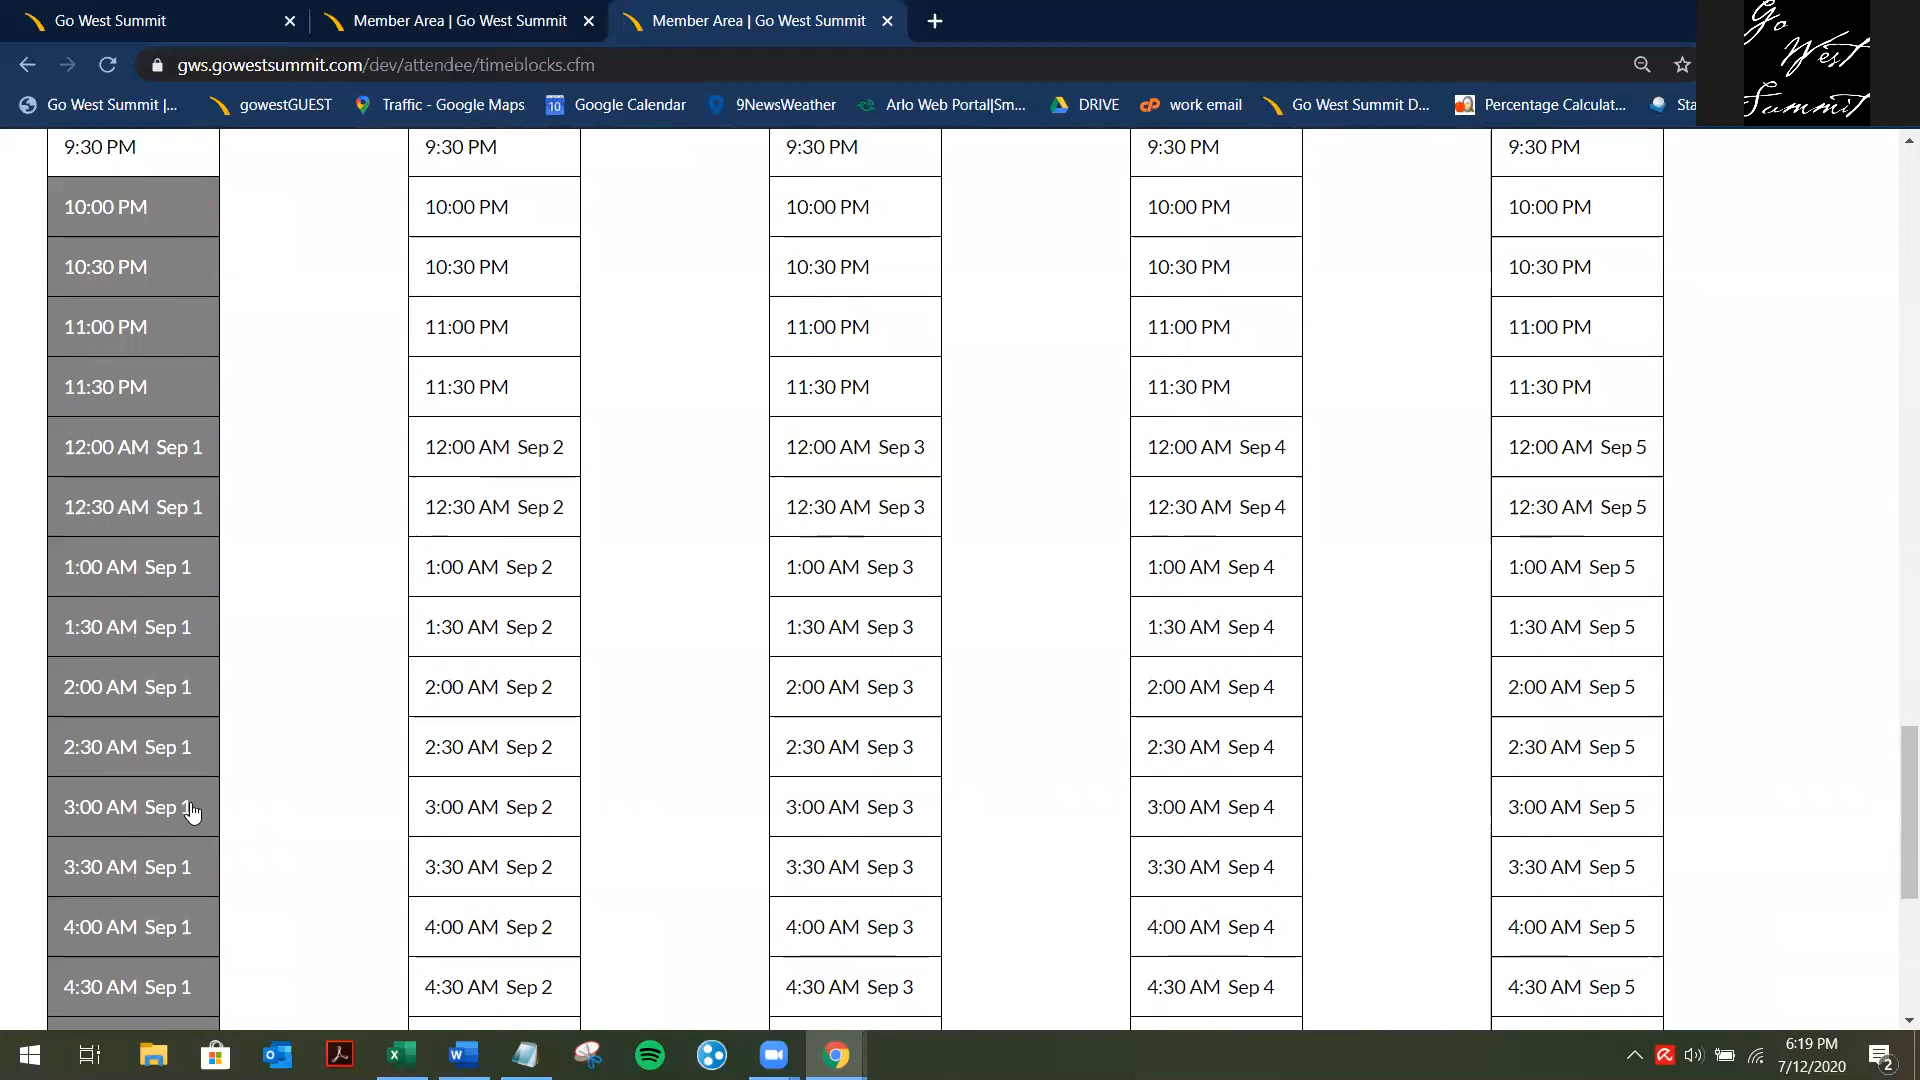 Go West Summit
Member Area | Go West Summit
Member Area | Go West Summit
Go West Summit
gws.gowestsummit.com/dev/attendee/timeblocks.cfm
Go West Summit |... gowestGUEST Traffic - Google Maps 10 Google Calendar 9NewsWeather Arlo Web Portal|Sm... DRIVE work email Go West Summit D... Percentage Calculat... Sta
9:30 PM 9:30 PM 9:30 PM 9:30 PM 9:30 PM
10:00 PM 10:00 PM 10:00 PM 10:00 PM 10:00 PM
10:30 PM 10:30 PM 10:30 PM 10:30 PM 10:30 PM
11:00 PM 11:00 PM 11:00 PM 11:00 PM 11:00 PM
11:30 PM 11:30 PM 11:30 PM 11:30 PM 11:30 PM
12:00 AM Sep 1 12:00 AM Sep 2 12:00 AM Sep 3 12:00 AM Sep 4 12:00 AM Sep 5
12:30 AM Sep 1 12:30 AM Sep 2 12:30 AM Sep 3 12:30 AM Sep 4 12:30 AM Sep 5
1:00 AM Sep 1 1:00 AM Sep 2 1:00 AM Sep 3 1:00 AM Sep 4 1:00 AM Sep 5
1:30 AM Sep 1 1:30 AM Sep 2 1:30 AM Sep 3 1:30 AM Sep 4 1:30 AM Sep 5
2:00 AM Sep 1 2:00 AM Sep 2 2:00 AM Sep 3 2:00 AM Sep 4 2:00 AM Sep 5
2:30 AM Sep 1 2:30 AM Sep 2 2:30 AM Sep 3 2:30 AM Sep 4 2:30 AM Sep 5
3:00 AM Sep 1 3:00 AM Sep 2 3:00 AM Sep 3 3:00 AM Sep 4 3:00 AM Sep 5
3:30 AM Sep 1 3:30 AM Sep 2 3:30 AM Sep 3 3:30 AM Sep 4 3:30 AM Sep 5
4:00 AM Sep 1 4:00 AM Sep 2 4:00 AM Sep 3 4:00 AM Sep 4 4:00 AM Sep 5
4:30 AM Sep 1 4:30 AM Sep 2 4:30 AM Sep 3 4:30 AM Sep 4 4:30 AM Sep 5
6:19 PM
7/12/2020
2